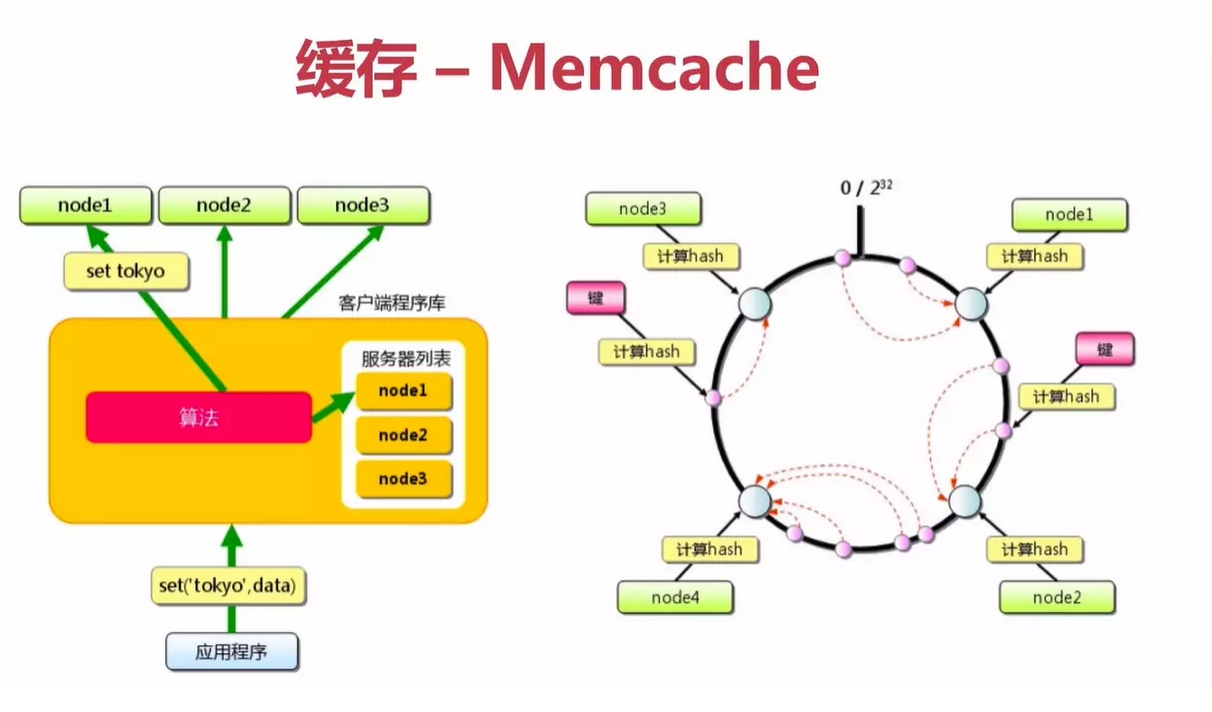 缓存 – Memcache
node1
node2
node3
set tokyo
客户端程序库
服务器列表
node1
node2
node3
算法
set('tokyo',data)
应用程序
0 / 2³²
node3
计算hash
node1
计算hash
键
计算hash
键
计算hash
计算hash
node4
计算hash
node2